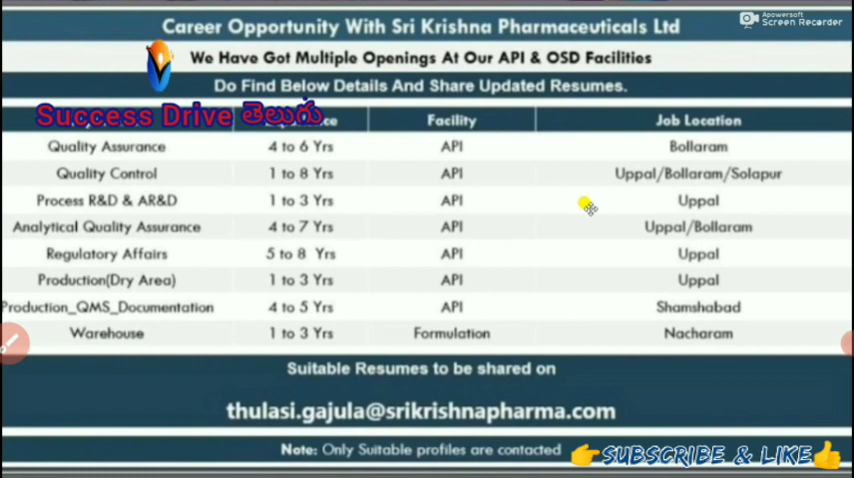 Career Opportunity With Sri Krishna Pharmaceuticals Ltd
Apowersoft
Screen Recorder
We Have Got Multiple Openings At Our API & OSD Facilities
Do Find Below Details And Share Updated Resumes.
Success Drive తెలుగు
Facility Job Location
Quality Assurance 4 to 6 Yrs API Bollaram
Quality Control 1 to 8 Yrs API Uppal/Bollaram/Solapur
Process R&D & AR&D 1 to 3 Yrs API Uppal
Analytical Quality Assurance 4 to 7 Yrs API Uppal/Bollaram
Regulatory Affairs 5 to 8 Yrs API Uppal
Production(Dry Area) 1 to 3 Yrs API Uppal
Production_QMS_Documentation 4 to 5 Yrs API Shamshabad
Warehouse 1 to 3 Yrs Formulation Nacharam
Suitable Resumes to be shared on
thulasi.gajula@srikrishnapharma.com
Note: Only Suitable profiles are contacted
SUBSCRIBE & LIKE